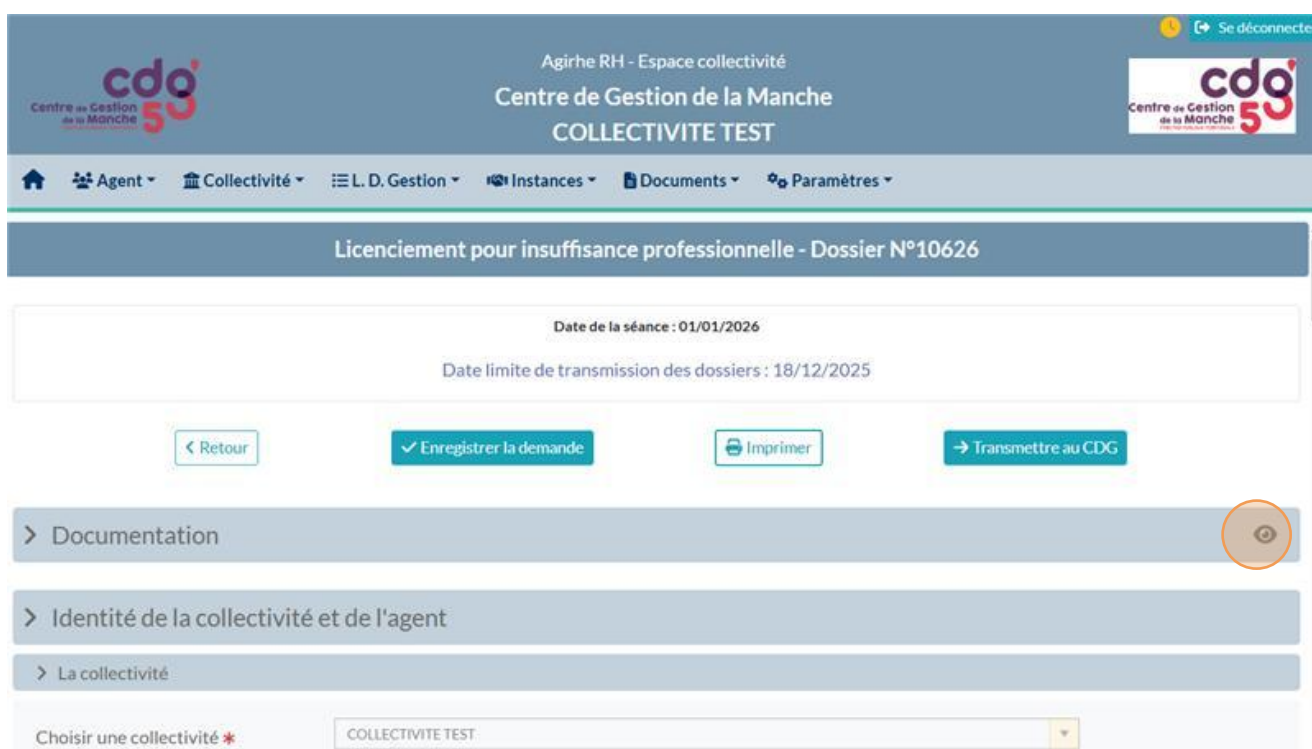 Se déconnecte
Agirhe RH - Espace collectivité
Centre de Gestion de la Manche
COLLECTIVITE TEST
cdg
Centre de Gestion
de la Manche
50
cdg
Centre de Gestion
de la Manche
50
Agent
Collectivité
L. D. Gestion
Instances
Documents
Paramètres
Licenciement pour insuffisance professionnelle - Dossier N°10626
Date de la séance : 01/01/2026
Date limite de transmission des dossiers : 18/12/2025
Retour
Enregistrer la demande
Imprimer
Transmettre au CDG
Documentation
Identité de la collectivité et de l'agent
La collectivité
Choisir une collectivité *
COLLECTIVITE TEST